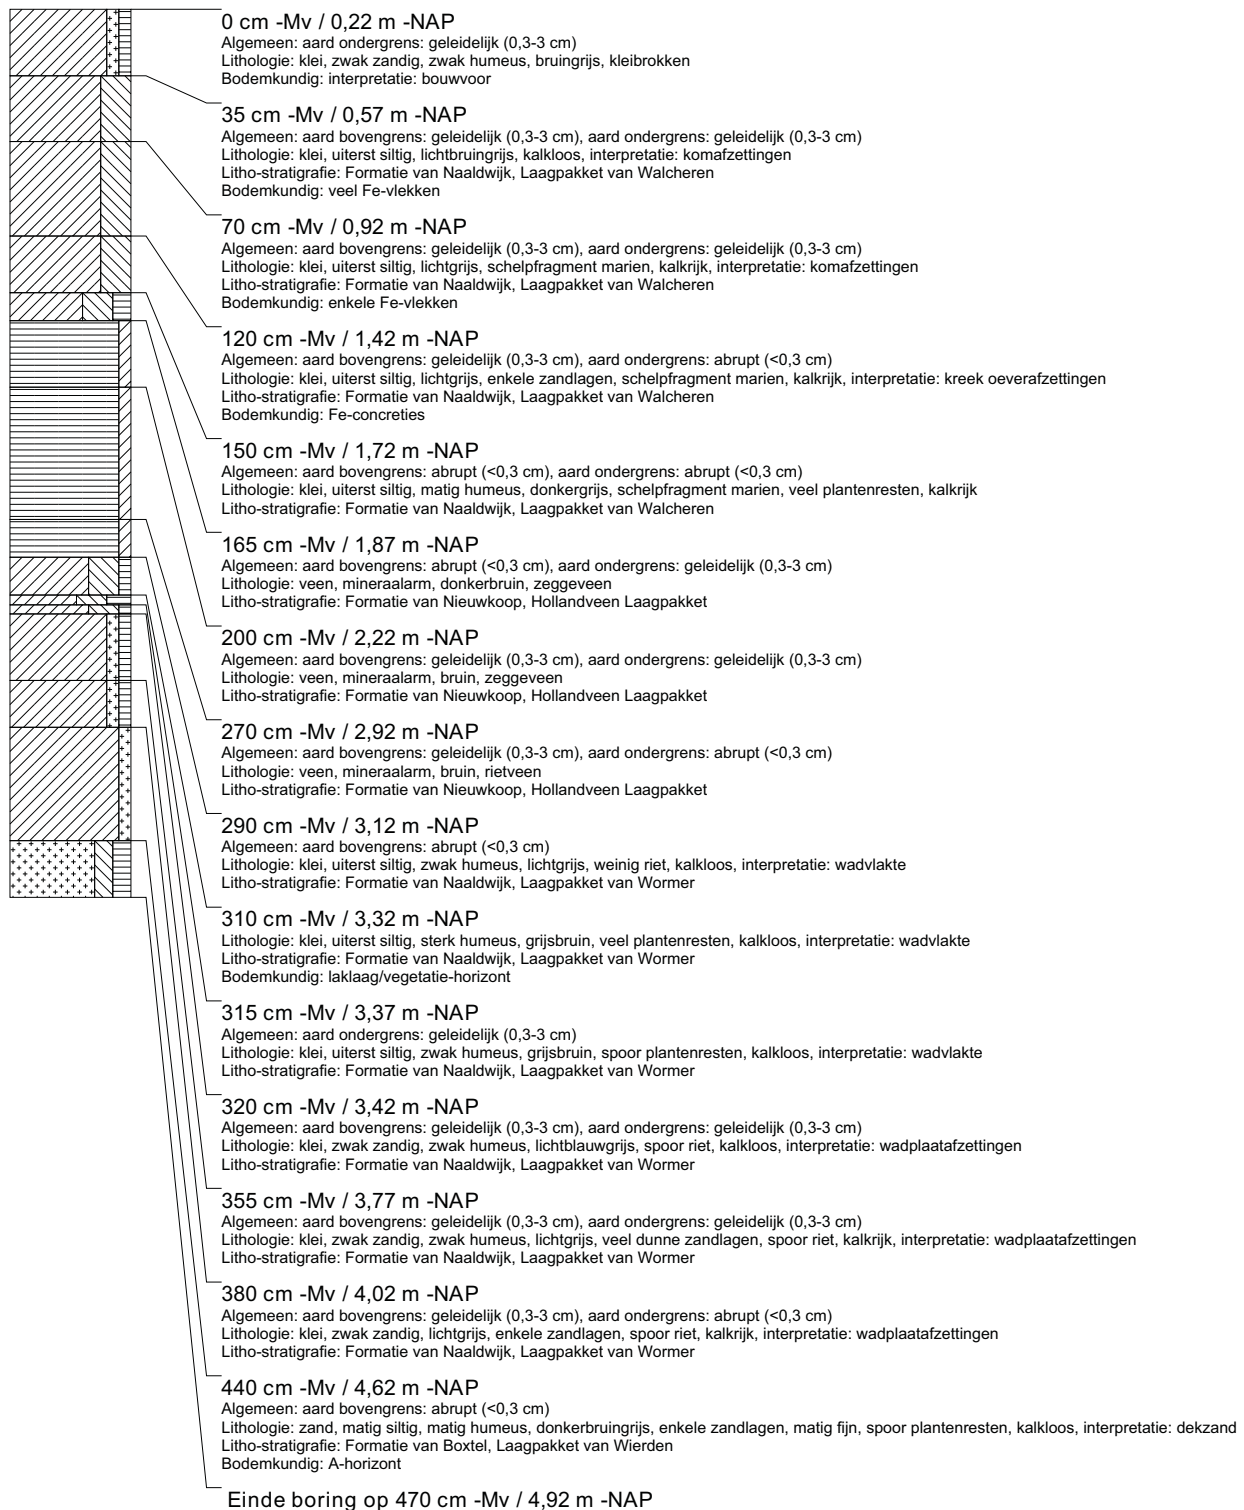 0 cm -Mv / 0,22 m -NAP
Algemeen: aard ondergrens: geleidelijk (0,3-3 cm)
Lithologie: klei, zwak zandig, zwak humeus, bruingrijs, kleibrokken
Bodemkundig: interpretatie: bouwvoor
35 cm -Mv / 0,57 m -NAP
Algemeen: aard bovengrens: geleidelijk (0,3-3 cm), aard ondergrens: geleidelijk (0,3-3 cm)
Lithologie: klei, uiterst siltig, lichtbruingrijs, kalkloos, interpretatie: komafzettingen
Litho-stratigrafie: Formatie van Naaldwijk, Laagpakket van Walcheren
Bodemkundig: veel Fe-vlekken
70 cm -Mv / 0,92 m -NAP
Algemeen: aard bovengrens: geleidelijk (0,3-3 cm), aard ondergrens: geleidelijk (0,3-3 cm)
Lithologie: klei, uiterst siltig, lichtgrijs, schelpfragment marien, kalkrijk, interpretatie: komafzettingen
Litho-stratigrafie: Formatie van Naaldwijk, Laagpakket van Walcheren
Bodemkundig: enkele Fe-vlekken
120 cm -Mv / 1,42 m -NAP
Algemeen: aard bovengrens: geleidelijk (0,3-3 cm), aard ondergrens: abrupt (<0,3 cm)
Lithologie: klei, uiterst siltig, lichtgrijs, enkele zandlagen, schelpfragment marien, kalkrijk, interpretatie: kreek oeverafzettingen
Litho-stratigrafie: Formatie van Naaldwijk, Laagpakket van Walcheren
Bodemkundig: Fe-concreties
150 cm -Mv / 1,72 m -NAP
Algemeen: aard bovengrens: abrupt (<0,3 cm), aard ondergrens: abrupt (<0,3 cm)
Lithologie: klei, uiterst siltig, matig humeus, donkergrijs, schelpfragment marien, veel plantenresten, kalkrijk
Litho-stratigrafie: Formatie van Naaldwijk, Laagpakket van Walcheren
165 cm -Mv / 1,87 m -NAP
Algemeen: aard bovengrens: abrupt (<0,3 cm), aard ondergrens: geleidelijk (0,3-3 cm)
Lithologie: veen, mineraalarm, donkerbruin, zeggeveen
Litho-stratigrafie: Formatie van Nieuwkoop, Hollandveen Laagpakket
200 cm -Mv / 2,22 m -NAP
Algemeen: aard bovengrens: geleidelijk (0,3-3 cm), aard ondergrens: geleidelijk (0,3-3 cm)
Lithologie: veen, mineraalarm, bruin, zeggeveen
Litho-stratigrafie: Formatie van Nieuwkoop, Hollandveen Laagpakket
270 cm -Mv / 2,92 m -NAP
Algemeen: aard bovengrens: geleidelijk (0,3-3 cm), aard ondergrens: abrupt (<0,3 cm)
Lithologie: veen, mineraalarm, bruin, rietveen
Litho-stratigrafie: Formatie van Nieuwkoop, Hollandveen Laagpakket
290 cm -Mv / 3,12 m -NAP
Algemeen: aard bovengrens: abrupt (<0,3 cm)
Lithologie: klei, uiterst siltig, zwak humeus, lichtgrijs, weinig riet, kalkloos, interpretatie: wadvlakte
Litho-stratigrafie: Formatie van Naaldwijk, Laagpakket van Wormer
310 cm -Mv / 3,32 m -NAP
Lithologie: klei, uiterst siltig, sterk humeus, grijsbruin, veel plantenresten, kalkloos, interpretatie: wadvlakte
Litho-stratigrafie: Formatie van Naaldwijk, Laagpakket van Wormer
Bodemkundig: laklaag/vegetatie-horizont
315 cm -Mv / 3,37 m -NAP
Algemeen: aard ondergrens: geleidelijk (0,3-3 cm)
Lithologie: klei, uiterst siltig, zwak humeus, grijsbruin, spoor plantenresten, kalkloos, interpretatie: wadvlakte
Litho-stratigrafie: Formatie van Naaldwijk, Laagpakket van Wormer
320 cm -Mv / 3,42 m -NAP
Algemeen: aard bovengrens: geleidelijk (0,3-3 cm), aard ondergrens: geleidelijk (0,3-3 cm)
Lithologie: klei, zwak zandig, zwak humeus, lichtblauwgrijs, spoor riet, kalkloos, interpretatie: wadplaatafzettingen
Litho-stratigrafie: Formatie van Naaldwijk, Laagpakket van Wormer
355 cm -Mv / 3,77 m -NAP
Algemeen: aard bovengrens: geleidelijk (0,3-3 cm), aard ondergrens: geleidelijk (0,3-3 cm)
Lithologie: klei, zwak zandig, zwak humeus, lichtgrijs, veel dunne zandlagen, spoor riet, kalkrijk, interpretatie: wadplaatafzettingen
Litho-stratigrafie: Formatie van Naaldwijk, Laagpakket van Wormer
380 cm -Mv / 4,02 m -NAP
Algemeen: aard bovengrens: geleidelijk (0,3-3 cm), aard ondergrens: abrupt (<0,3 cm)
Lithologie: klei, zwak zandig, lichtgrijs, enkele zandlagen, spoor riet, kalkrijk, interpretatie: wadplaatafzettingen
Litho-stratigrafie: Formatie van Naaldwijk, Laagpakket van Wormer
440 cm -Mv / 4,62 m -NAP
Algemeen: aard bovengrens: abrupt (<0,3 cm)
Lithologie: zand, matig siltig, matig humeus, donkerbruingrijs, enkele zandlagen, matig fijn, spoor plantenresten, kalkloos, interpretatie: dekzand
Litho-stratigrafie: Formatie van Boxtel, Laagpakket van Wierden
Bodemkundig: A-horizont
Einde boring op 470 cm -Mv / 4,92 m -NAP